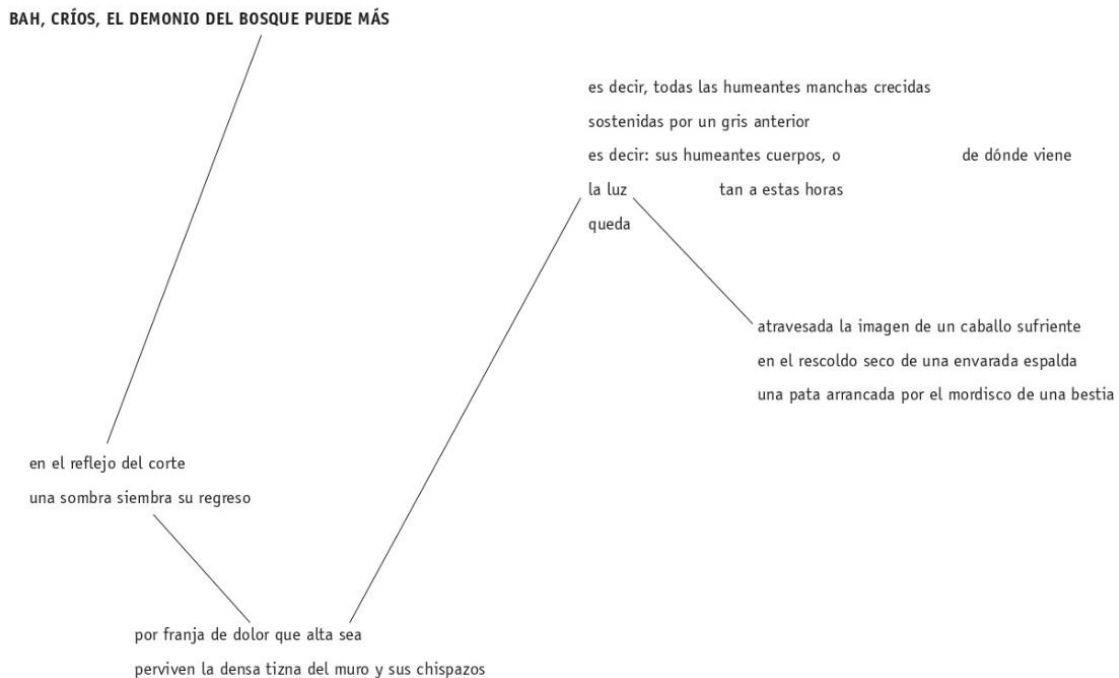 BAH, CRÍOS, EL DEMONIO DEL BOSQUE PUEDE MÁS
en el reflejo del corte
una sombra siembra su regreso
por franja de dolor que alta sea
perviven la densa tizna del muro y sus chispazos
es decir, todas las humeantes manchas crecidas
sostenidas por un gris anterior
es decir: sus humeantes cuerpos, o de dónde viene
la luz tan a estas horas
queda
atravesada la imagen de un caballo sufriente
en el rescoldo seco de una envarada espalda
una pata arrancada por el mordisco de una bestia